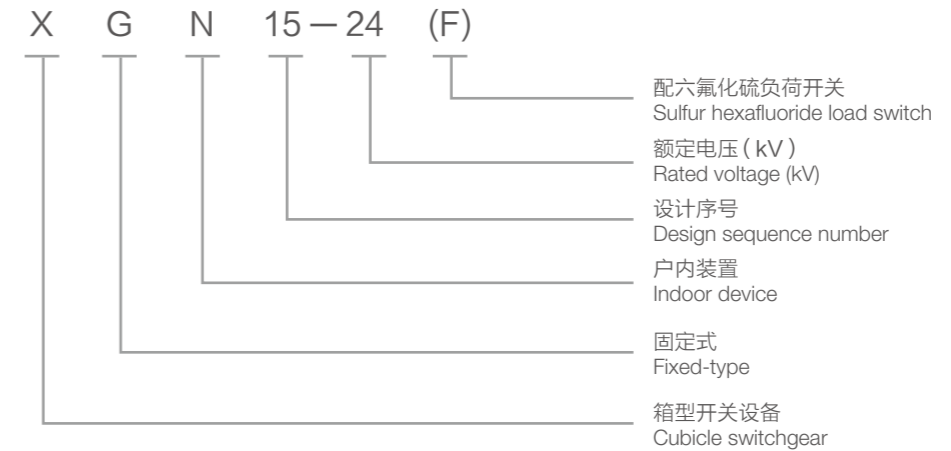 X G N 15－24 (F)
配六氟化硫负荷开关
Sulfur hexafluoride load switch
额定电压(kV)
Rated voltage (kV)
设计序号
Design sequence number
户内装置
Indoor device
固定式
Fixed-type
箱型开关设备
Cubicle switchgear